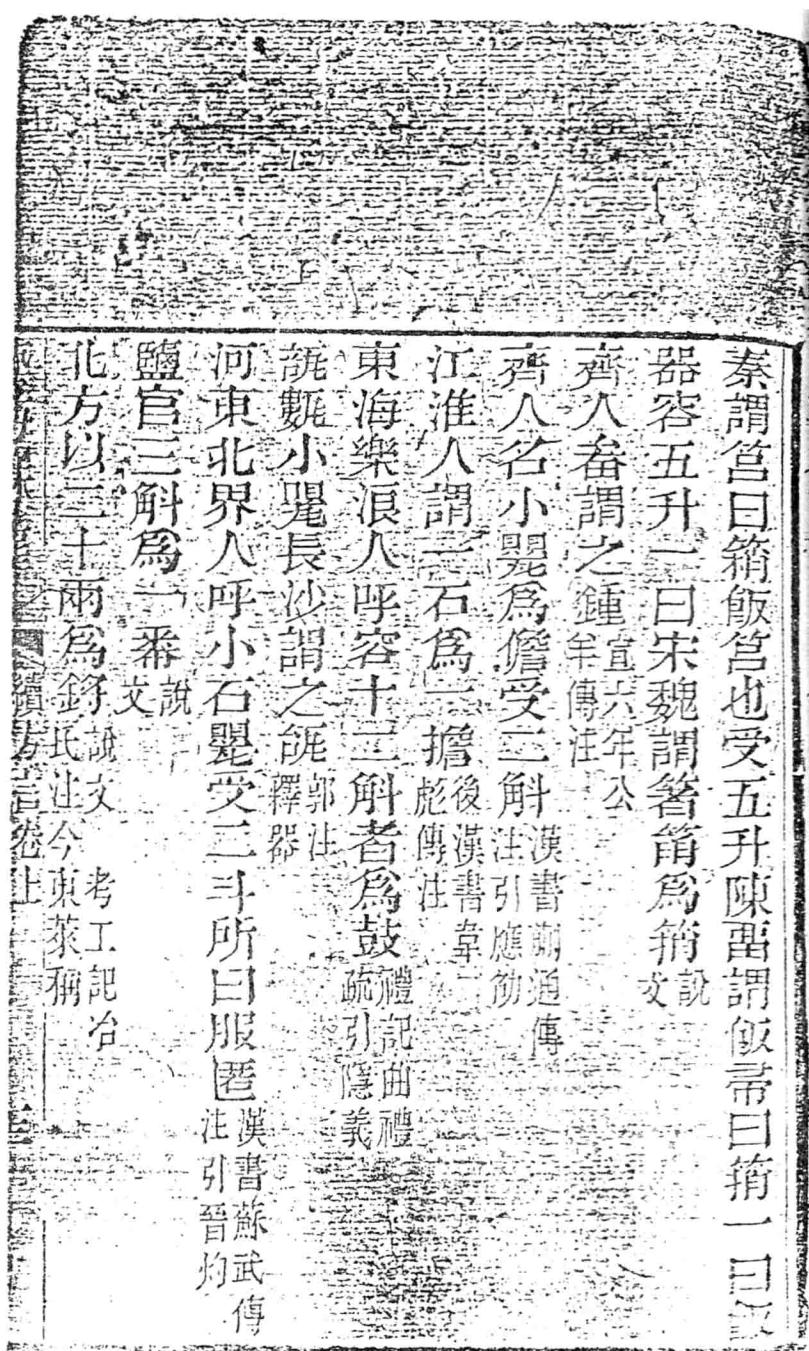 秦謂筥曰䈰飯筥也受五升陳畱謂飯帚曰䈰一曰飯
器容五升一曰宋魏謂箸筩爲䈰說文
齊人畚謂之鍾宣六年公羊傳注
齊人名小甖爲儋受二斛漢書蒯通傳注引應劭
江淮人謂一石爲一擔後漢書韋彪傳注
東海樂浪人呼容十二斛者爲鼓禮記曲禮疏引隱義
瓬甊小甖長沙謂之瓬郭注釋器
河東北界人呼小石甖受二斗所曰服匿漢書蘇武傳注引晉灼
鹽官三斛爲一㪷說文
北方以二十兩爲鋝說文 考工記冶氏注今東萊稱
續方言卷上